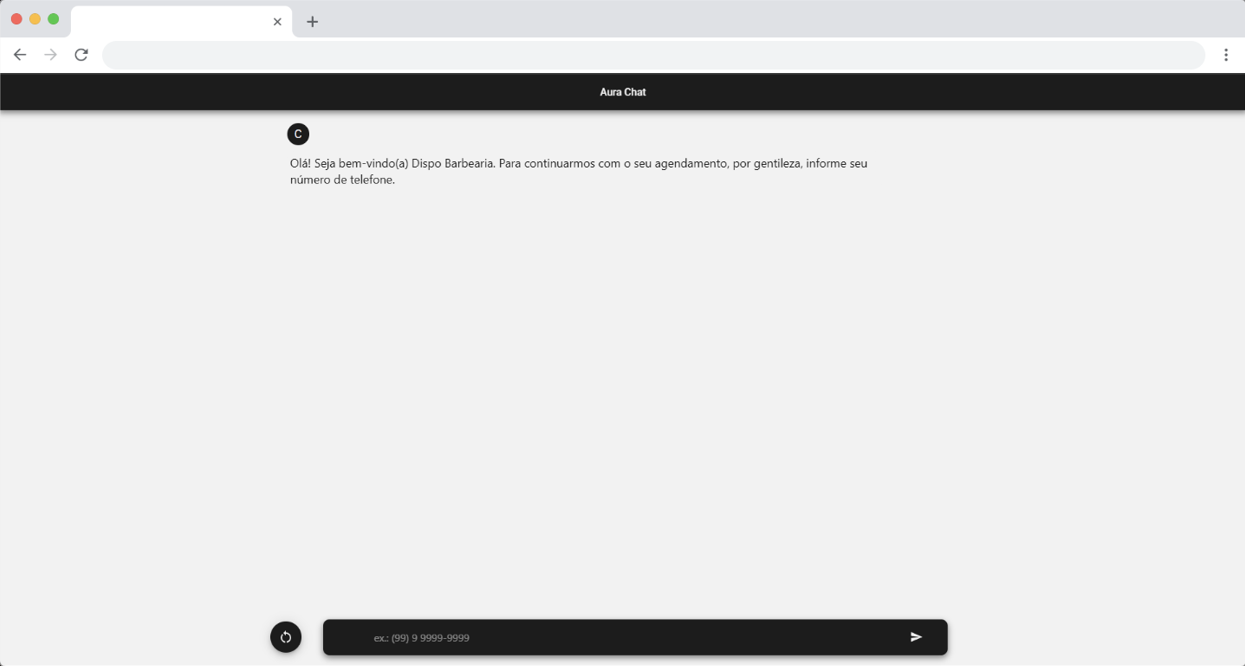 Aura Chat
C
Olá! Seja bem-vindo(a) Dispo Barbearia. Para continuarmos com o seu agendamento, por gentileza, informe seu
número de telefone.
ex.: (99) 9 9999-9999